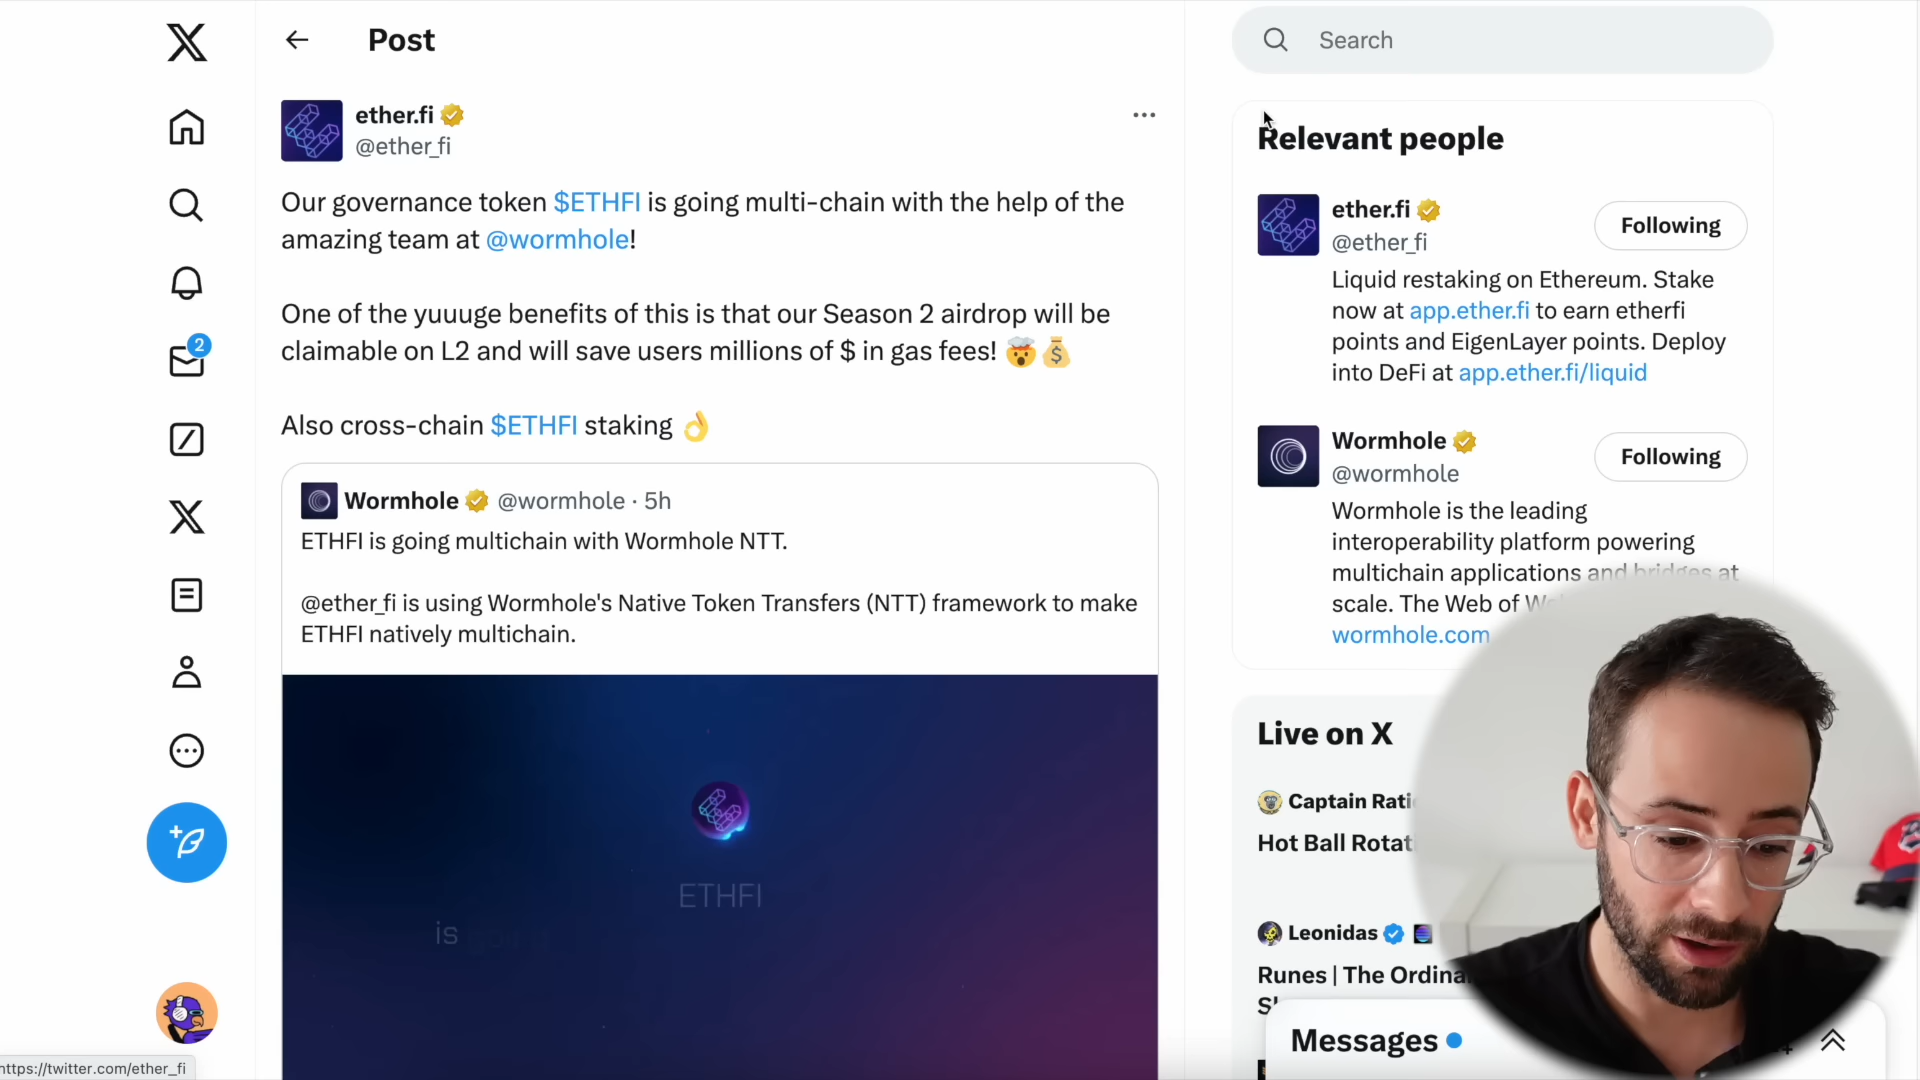 Post
Search
ether.fi
@ether_fi
Our governance token $ETHFI is going multi-chain with the help of the
amazing team at @wormhole!
One of the yuuuge benefits of this is that our Season 2 airdrop will be
claimable on L2 and will save users millions of $ in gas fees! 🤯💰
Also cross-chain $ETHFI staking 👌
Wormhole @wormhole · 5h
ETHFI is going multichain with Wormhole NTT.
@ether_fi is using Wormhole's Native Token Transfers (NTT) framework to make
ETHFI natively multichain.
ETHFI
is
2
https://twitter.com/ether_fi
Relevant people
ether.fi
@ether_fi
Following
Liquid restaking on Ethereum. Stake
now at app.ether.fi to earn etherfi
points and EigenLayer points. Deploy
into DeFi at app.ether.fi/liquid
Wormhole
@wormhole
Following
Wormhole is the leading
interoperability platform powering
multichain applications and bridges at
scale. The Web of
wormhole.com
Live on X
Captain
Hot Ball
Leonidas
Runes | The
Messages